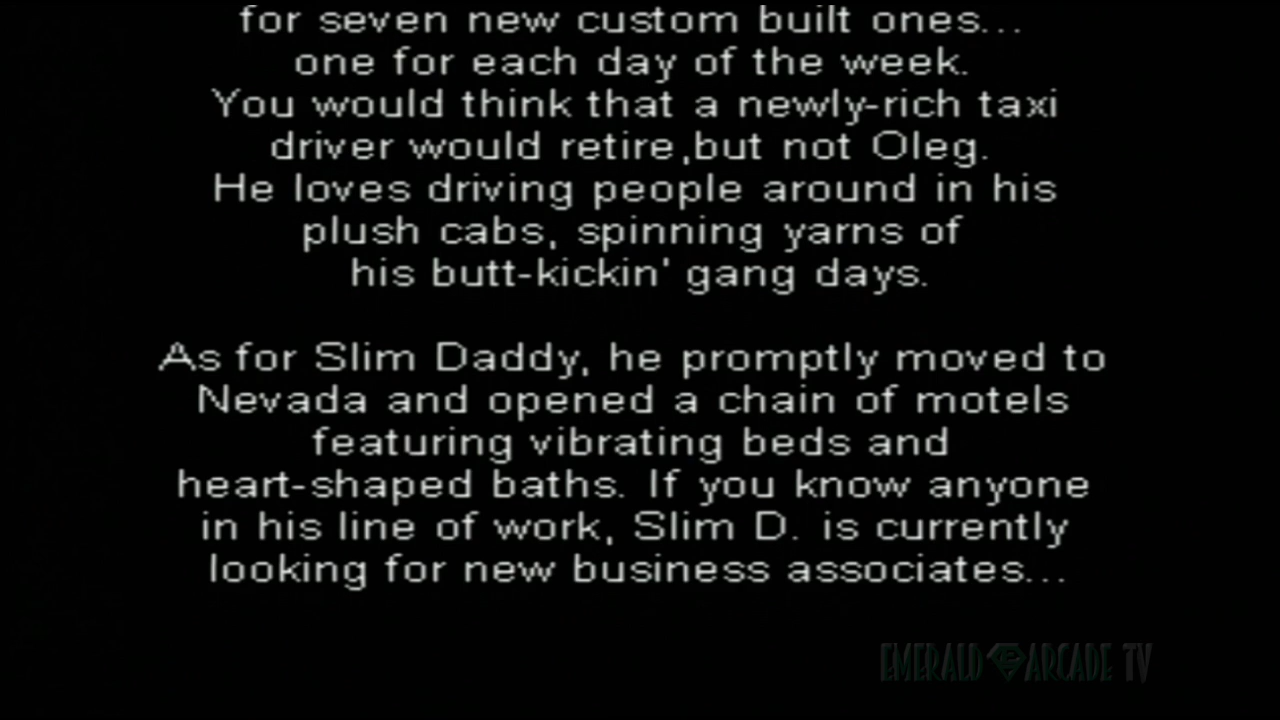 for seven new custom built ones...
one for each day of the week.
You would think that a newly-rich taxi
driver would retire,but not Oleg.
He loves driving people around in his
plush cabs, spinning yarns of
his butt-kickin' gang days.
As for Slim Daddy, he promptly moved to
Nevada and opened a chain of motels
featuring vibrating beds and
heart-shaped baths. If you know anyone
in his line of work, Slim D. is currently
looking for new business associates...
EMERALD ARCADE TV